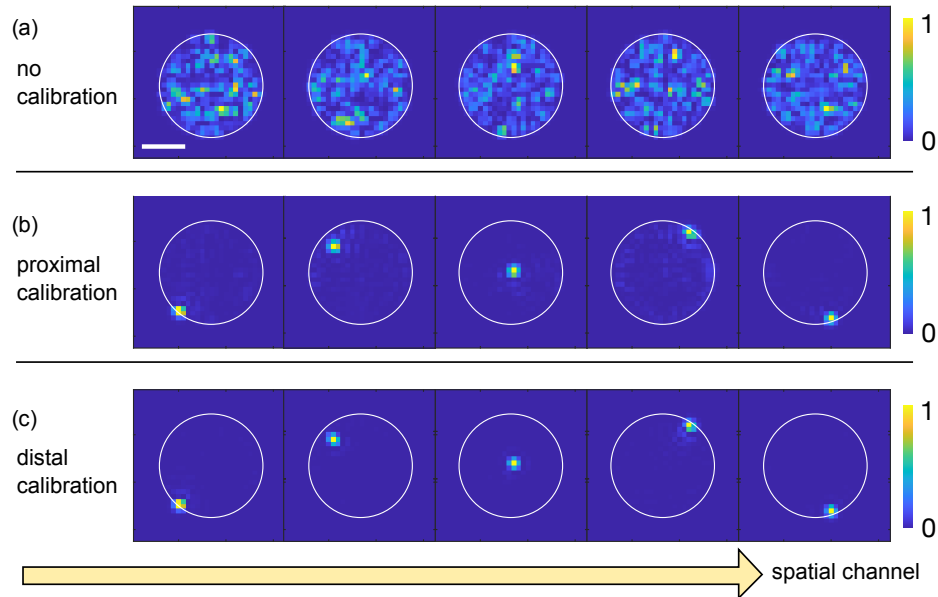 (a)
no
calibration
1
0
(b)
proximal
calibration
1
0
(c)
distal
calibration
1
0
spatial channel